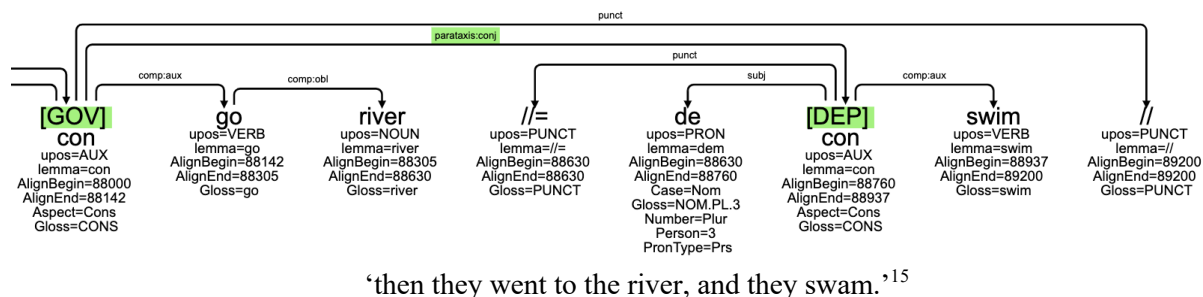 punct
parataxis:conj
punct
comp:aux comp:obl subj comp:aux
[GOV] go river //= de [DEP] swim //
con upos=VERB upos=NOUN upos=PUNCT upos=PRON con upos=VERB upos=PUNCT
upos=AUX lemma=go lemma=river lemma=//= lemma=dem upos=AUX lemma=swim lemma=//
lemma=con AlignBegin=88142 AlignBegin=88305 AlignBegin=88630 AlignBegin=88630 lemma=con AlignBegin=88937 AlignBegin=89200
AlignBegin=88000 AlignEnd=88305 AlignEnd=88630 AlignEnd=88630 AlignEnd=88760 AlignBegin=88760 AlignEnd=89200 AlignEnd=89200
AlignEnd=88142 Gloss=go Gloss=river Gloss=PUNCT Case=Nom AlignEnd=88937 Gloss=swim Gloss=PUNCT
Aspect=Cons Gloss=NOM.PL.3 Aspect=Cons
Gloss=CONS Number=Plur Gloss=CONS
Person=3
PronType=Prs
‘then they went to the river, and they swam.’15